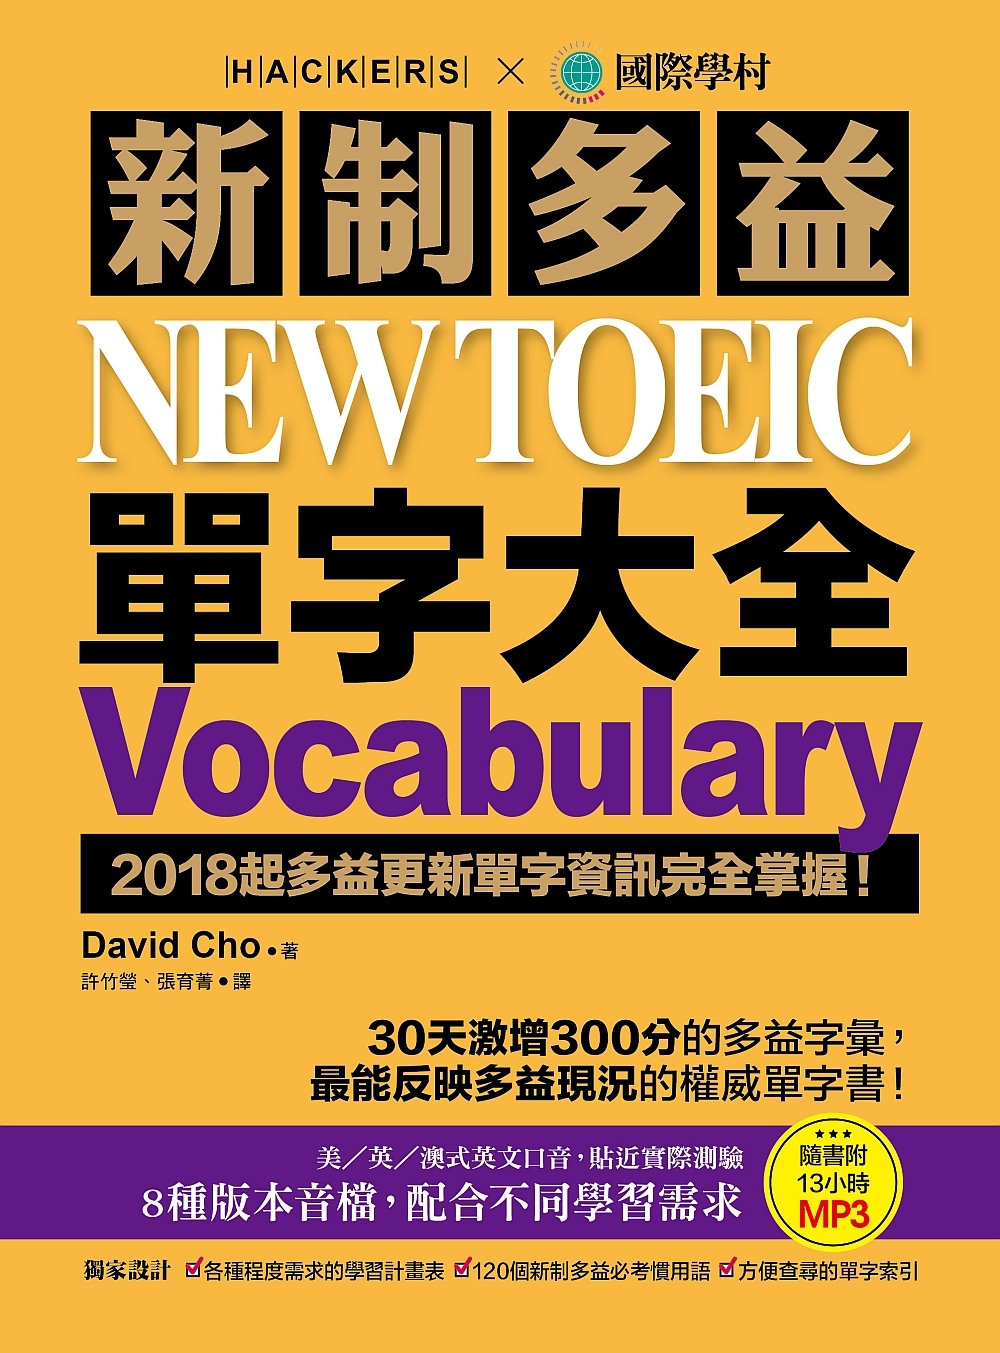 HACKERS × 國際學村
新制多益
NEW TOEIC
單字大全
Vocabulary
2018起多益更新單字資訊完全掌握！
David Cho•著
許竹瑩、張育菁•譯
30天激增300分的多益字彙，
最能反映多益現況的權威單字書！
美／英／澳式英文口音，貼近實際測驗
8種版本音檔，配合不同學習需求
隨書附
13小時
MP3
獨家設計 ☑各種程度需求的學習計畫表 ☑120個新制多益必考慣用語 ☑方便查尋的單字索引